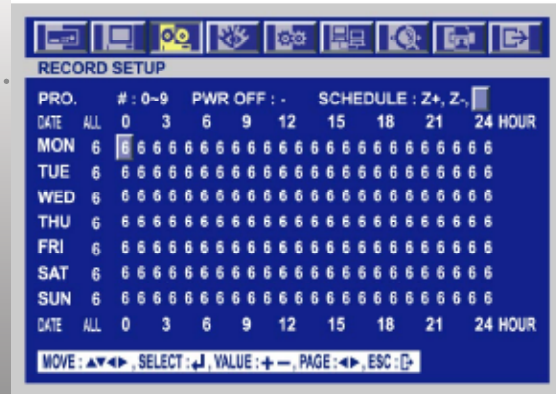 RECORD SETUP
PRO. # : 0~9 PWR OFF : - SCHEDULE : Z+, Z-,
DATE ALL 0 3 6 9 12 15 18 21 24 HOUR
MON 6 6 6 6 6 6 6 6 6 6 6 6 6 6 6 6 6 6 6 6 6 6 6 6 6
TUE 6 6 6 6 6 6 6 6 6 6 6 6 6 6 6 6 6 6 6 6 6 6 6 6 6
WED 6 6 6 6 6 6 6 6 6 6 6 6 6 6 6 6 6 6 6 6 6 6 6 6 6
THU 6 6 6 6 6 6 6 6 6 6 6 6 6 6 6 6 6 6 6 6 6 6 6 6 6
FRI 6 6 6 6 6 6 6 6 6 6 6 6 6 6 6 6 6 6 6 6 6 6 6 6 6
SAT 6 6 6 6 6 6 6 6 6 6 6 6 6 6 6 6 6 6 6 6 6 6 6 6 6
SUN 6 6 6 6 6 6 6 6 6 6 6 6 6 6 6 6 6 6 6 6 6 6 6 6 6
DATE ALL 0 3 6 9 12 15 18 21 24 HOUR
MOVE : ▲▼◀▶ , SELECT : ↵ , VALUE : + − , PAGE : ◀▶ , ESC :